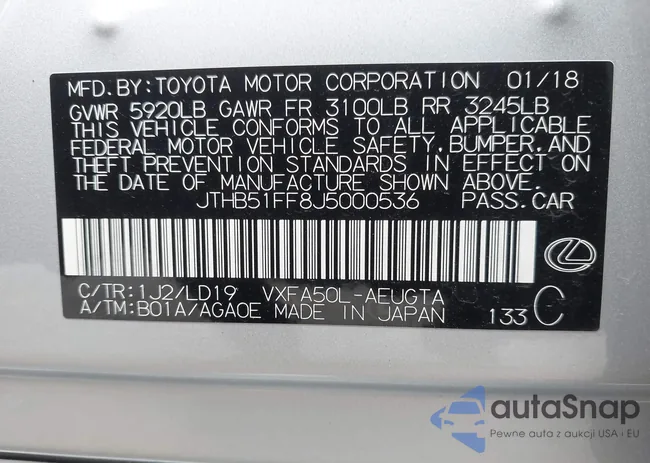 MFD. BY: TOYOTA MOTOR CORPORATION 01/18
GVWR 5920LB GAWR FR 3100LB RR 3245LB
THIS VEHICLE CONFORMS TO ALL APPLICABLE
FEDERAL MOTOR VEHICLE SAFETY, BUMPER, AND
THEFT PREVENTION STANDARDS IN EFFECT ON
THE DATE OF MANUFACTURE SHOWN ABOVE.
JTHB51FF8J5000536 PASS. CAR
C/TR: 1J2/LD19 VXFA50L-AEUGTA
A/TM: B01A/AGA0E MADE IN JAPAN 133 C
autaSnap
Pewne auta z aukcji USA i EU